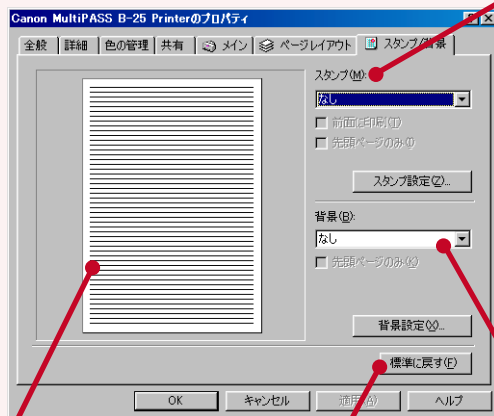 Canon MultiPASS B-25 Printerのプロパティ
全般 詳細 色の管理 共有 メイン ページレイアウト スタンプ/背景
スタンプ(M):
なし
前面に印刷(T)
先頭ページのみ(I)
スタンプ設定(Z)...
背景(B):
なし
先頭ページのみ(K)
背景設定(X)...
標準に戻す(F)
OK キャンセル 適用(A) ヘルプ